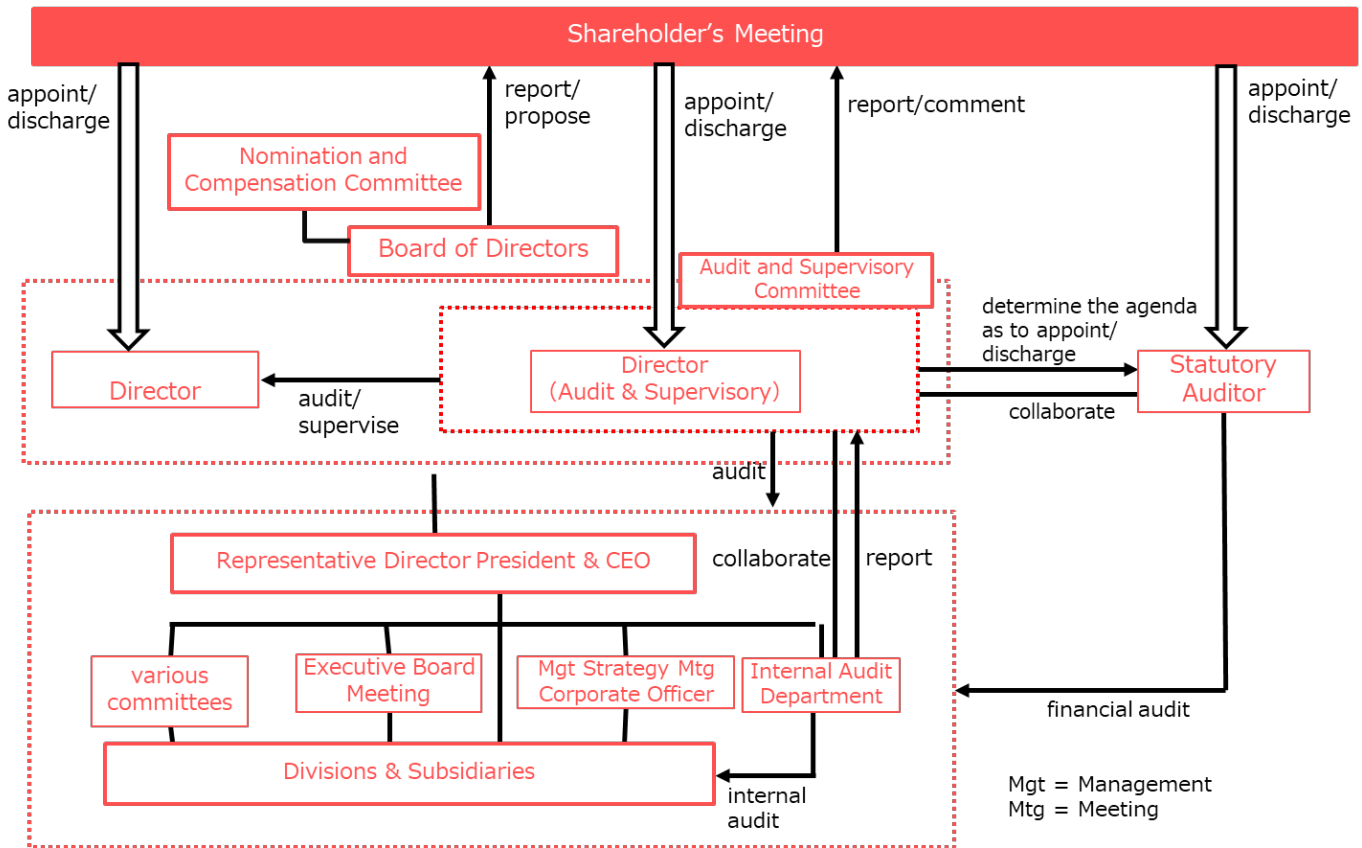 Shareholder's Meeting
appoint/
discharge
report/
propose
appoint/
discharge
report/comment
appoint/
discharge
Nomination and
Compensation Committee
Board of Directors
Audit and Supervisory
Committee
determine the agenda
as to appoint/
discharge
Director
audit/
supervise
Director
(Audit & Supervisory)
Statutory
Auditor
collaborate
audit
Representative Director President & CEO
collaborate
report
various
committees
Executive Board
Meeting
Mgt Strategy Mtg
Corporate Officer
Internal Audit
Department
financial audit
Divisions & Subsidiaries
internal
audit
Mgt = Management
Mtg = Meeting